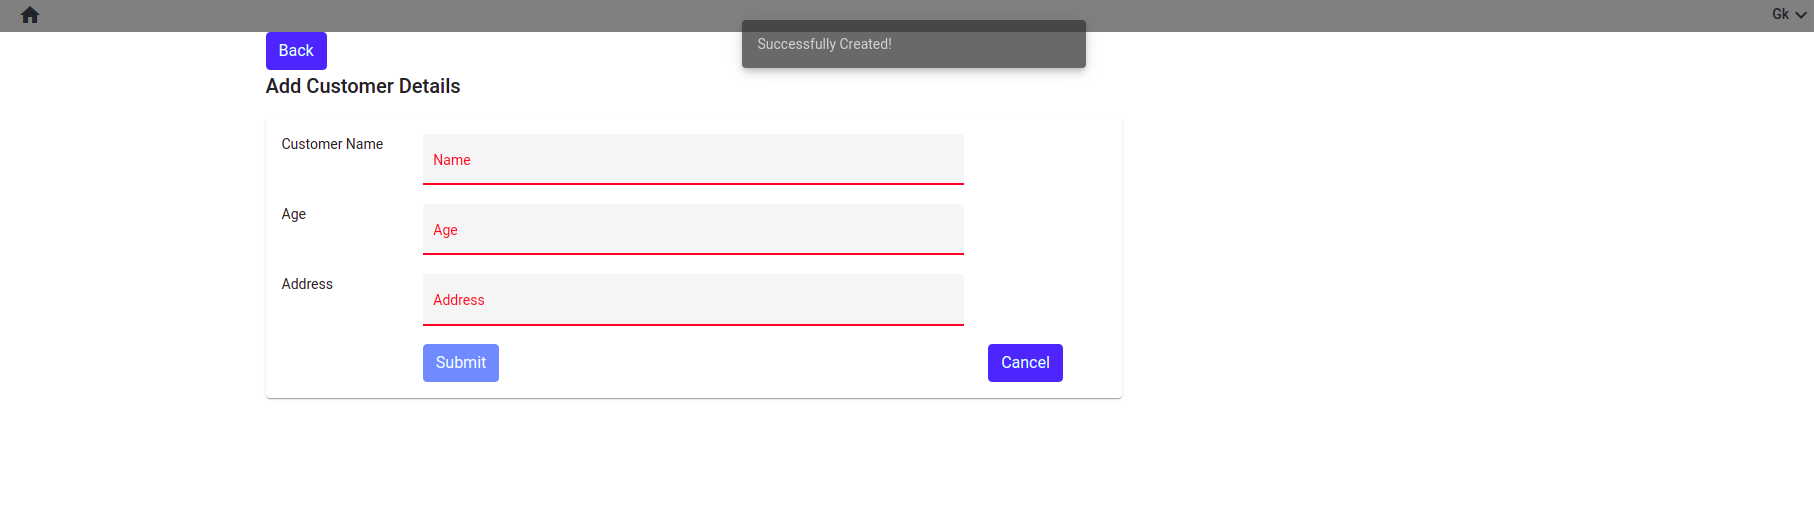 Gk
Successfully Created!
Back
Add Customer Details
Customer Name
Name
Age
Age
Address
Address
Submit
Cancel